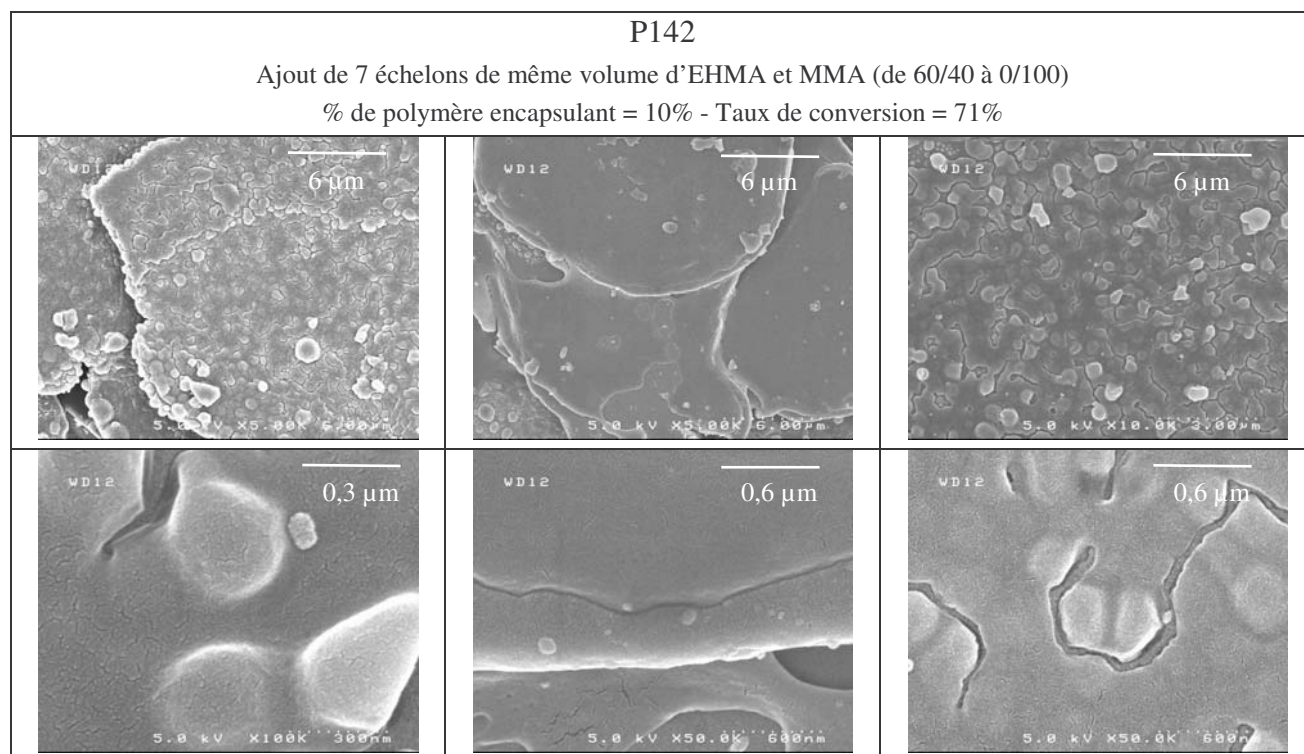 P142
Ajout de 7 échelons de même volume d'EHMA et MMA (de 60/40 à 0/100)
% de polymère encapsulant = 10% - Taux de conversion = 71%
WD12
6 µm
5.0 kV X5.00K 6.00µm
WD12
6 µm
5.0 kV X5.00K 6.00µm
WD12
6 µm
5.0 kV X10.0K 3.00µm
WD12
0,3 µm
5.0 kV X100K 300nm
WD12
0,6 µm
5.0 kV X50.0K 600nm
WD12
0,6 µm
5.0 kV X50.0K 600nm